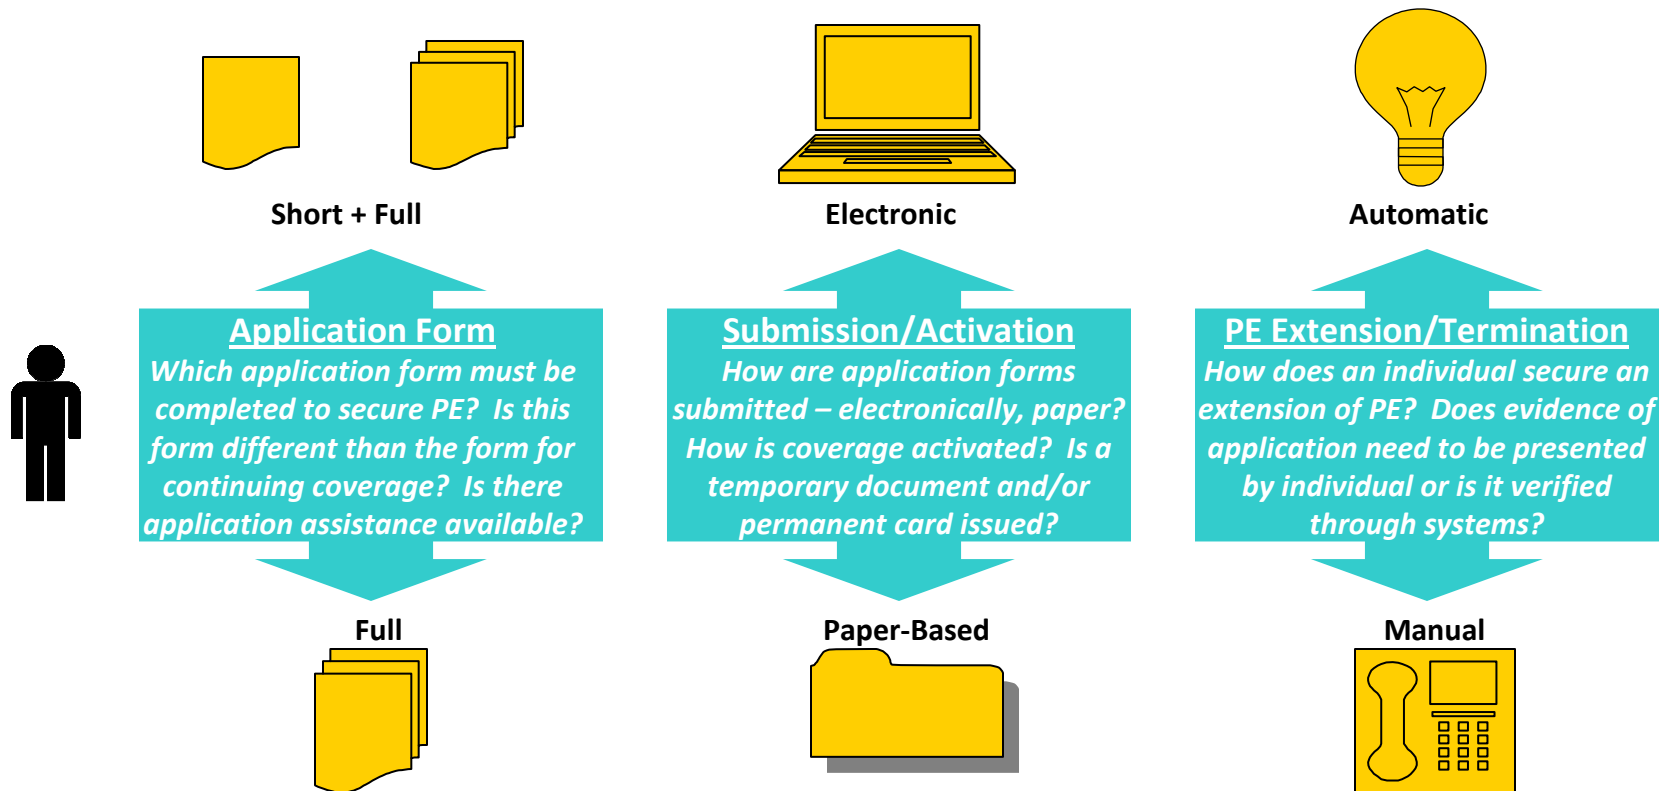 Short + Full
Electronic
Automatic
Application Form
Which application form must be
completed to secure PE?  Is this
form different than the form for
continuing coverage?  Is there
application assistance available?
Submission/Activation
How are application forms
submitted – electronically, paper?
How is coverage activated?  Is a
temporary document and/or
permanent card issued?
PE Extension/Termination
How does an individual secure an
extension of PE?  Does evidence of
application need to be presented
by individual or is it verified
through systems?
Full
Paper-Based
Manual